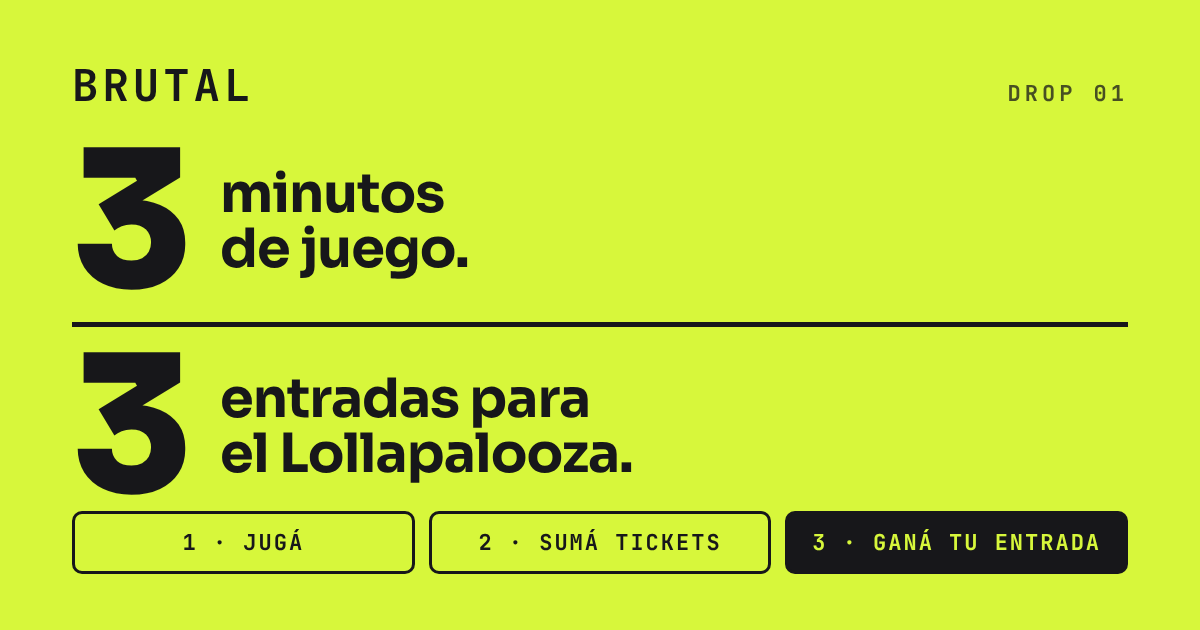 BRUTAL
DROP 01
3
minutos
de juego.
3
entradas para
el Lollapalooza.
1 · JUGÁ
2 · SUMÁ TICKETS
3 · GANÁ TU ENTRADA